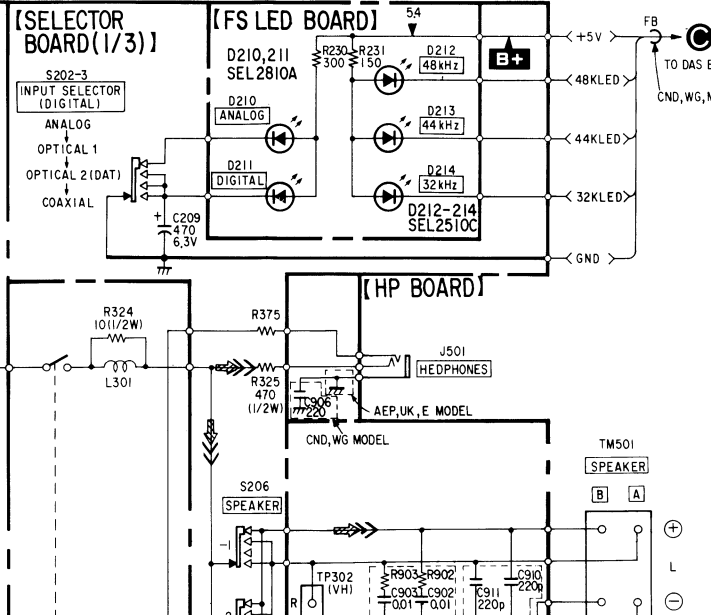 【SELECTOR
BOARD(1/3)】
【FS LED BOARD】
5.4
S202-3
INPUT SELECTOR
(DIGITAL)
ANALOG
OPTICAL 1
OPTICAL 2(DAT)
COAXIAL
+
C209
470
6.3V
D210,211
SEL2810A
D210
ANALOG
D211
DIGITAL
R230
300
R231
150
D212
48kHz
D213
44kHz
D214
32kHz
D212-214
SEL2510C
B+
+5V
48KLED
44KLED
32KLED
GND
FB
C
TO DAS
CND,WG,
【HP BOARD】
R324
10(1/2W)
L301
R375
R325
470
(1/2W)
C906
220
J501
HEDPHONES
AEP,UK,E MODEL
CND,WG MODEL
S206
SPEAKER
TM501
SPEAKER
B
A
+
L
−
TP302
(VH)
R
R903
R902
C903
0.01
C902
0.01
C911
220p
C910
220p